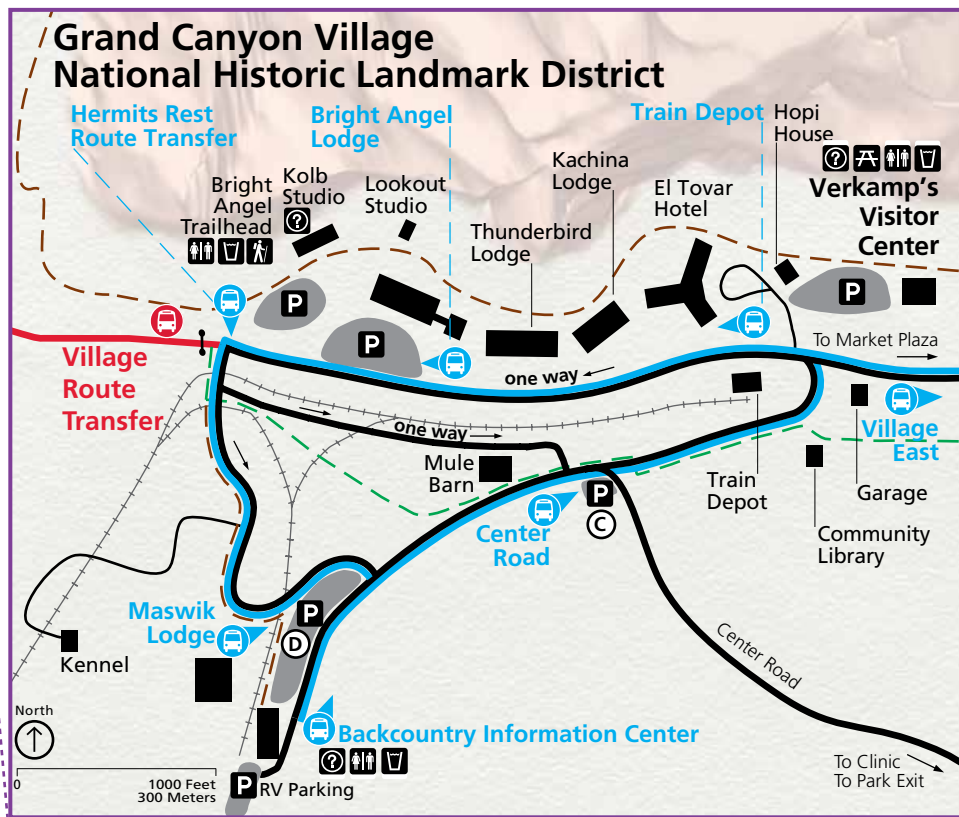 Grand Canyon Village
National Historic Landmark District
Hermits Rest
Route Transfer
Bright Angel
Lodge
Train Depot
Hopi
House
Verkamp's
Visitor
Center
Bright
Angel
Trailhead
Kolb
Studio
?
Lookout
Studio
Kachina
Lodge
El Tovar
Hotel
Thunderbird
Lodge
?
P
P
P
To Market Plaza
Village
Route
Transfer
one way
one way
Village
East
Mule
Barn
Train
Depot
Garage
Community
Library
Center
Road
P
C
Maswik
Lodge
P
D
Kennel
Center Road
North
Backcountry Information Center
?
0
1000 Feet
300 Meters
P
RV Parking
To Clinic
To Park Exit